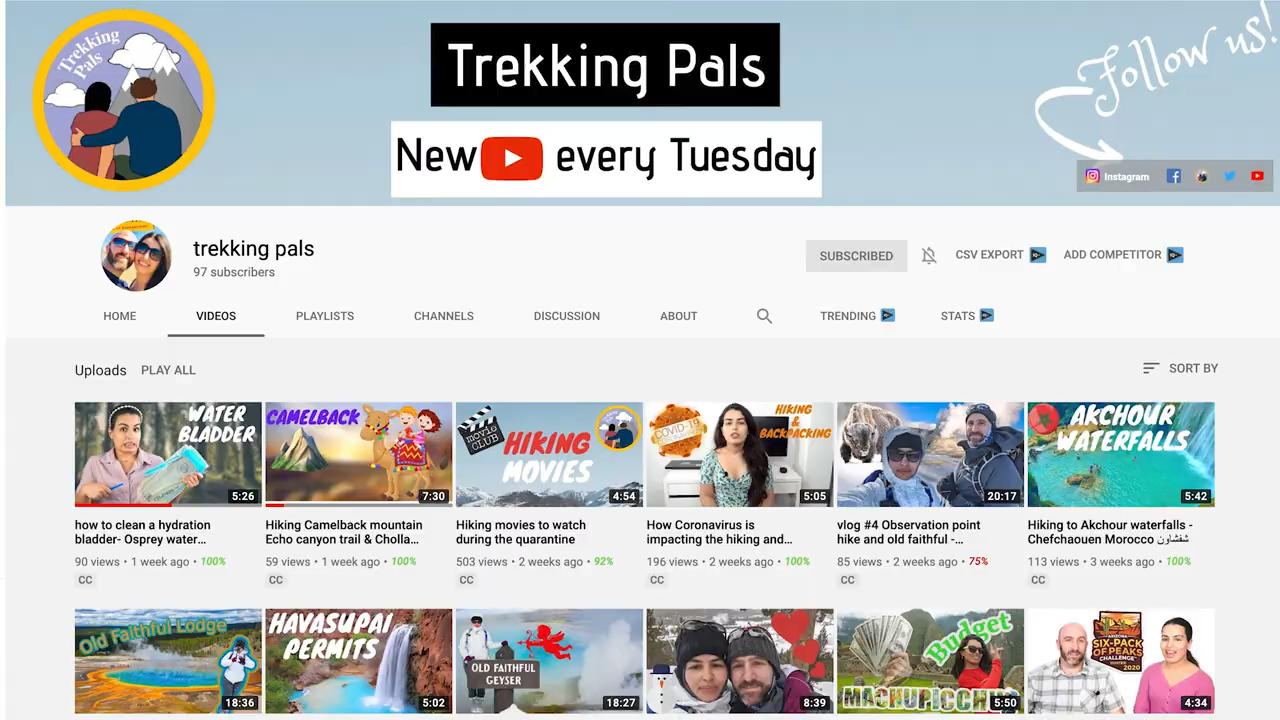 Trekking
Pals
Trekking Pals
New every Tuesday
Follow us!
Instagram
trekking pals
97 subscribers
SUBSCRIBED
CSV EXPORT
ADD COMPETITOR
HOME
VIDEOS
PLAYLISTS
CHANNELS
DISCUSSION
ABOUT
TRENDING
STATS
Uploads
PLAY ALL
SORT BY
WATER
BLADDER
5:26
CAMELBACK
7:30
MOVIE
CLUB
HIKING
MOVIES
4:54
COVID-19
HIKING
&
BACKPACKING
5:05
20:17
AKCHOUR
WATERFALLS
5:42
how to clean a hydration
bladder- Osprey water...
90 views • 1 week ago • 100%
CC
Hiking Camelback mountain
Echo canyon trail & Cholla...
59 views • 1 week ago • 100%
CC
Hiking movies to watch
during the quarantine
503 views • 2 weeks ago • 92%
CC
How Coronavirus is
impacting the hiking and...
196 views • 2 weeks ago • 100%
CC
vlog #4 Observation point
hike and old faithful -...
85 views • 2 weeks ago • 75%
CC
Hiking to Akchour waterfalls -
Chefchaouen Morocco شفشاون
113 views • 3 weeks ago • 100%
CC
Old Faithful Lodge
18:36
HAVASUPAI
PERMITS
5:02
OLD FAITHFUL
GEYSER
18:27
8:39
Budget
MACHUPICCHU
5:50
ARIZONA
SIX-PACK
OF PEAKS
CHALLENGE
WINTER
2020
4:34